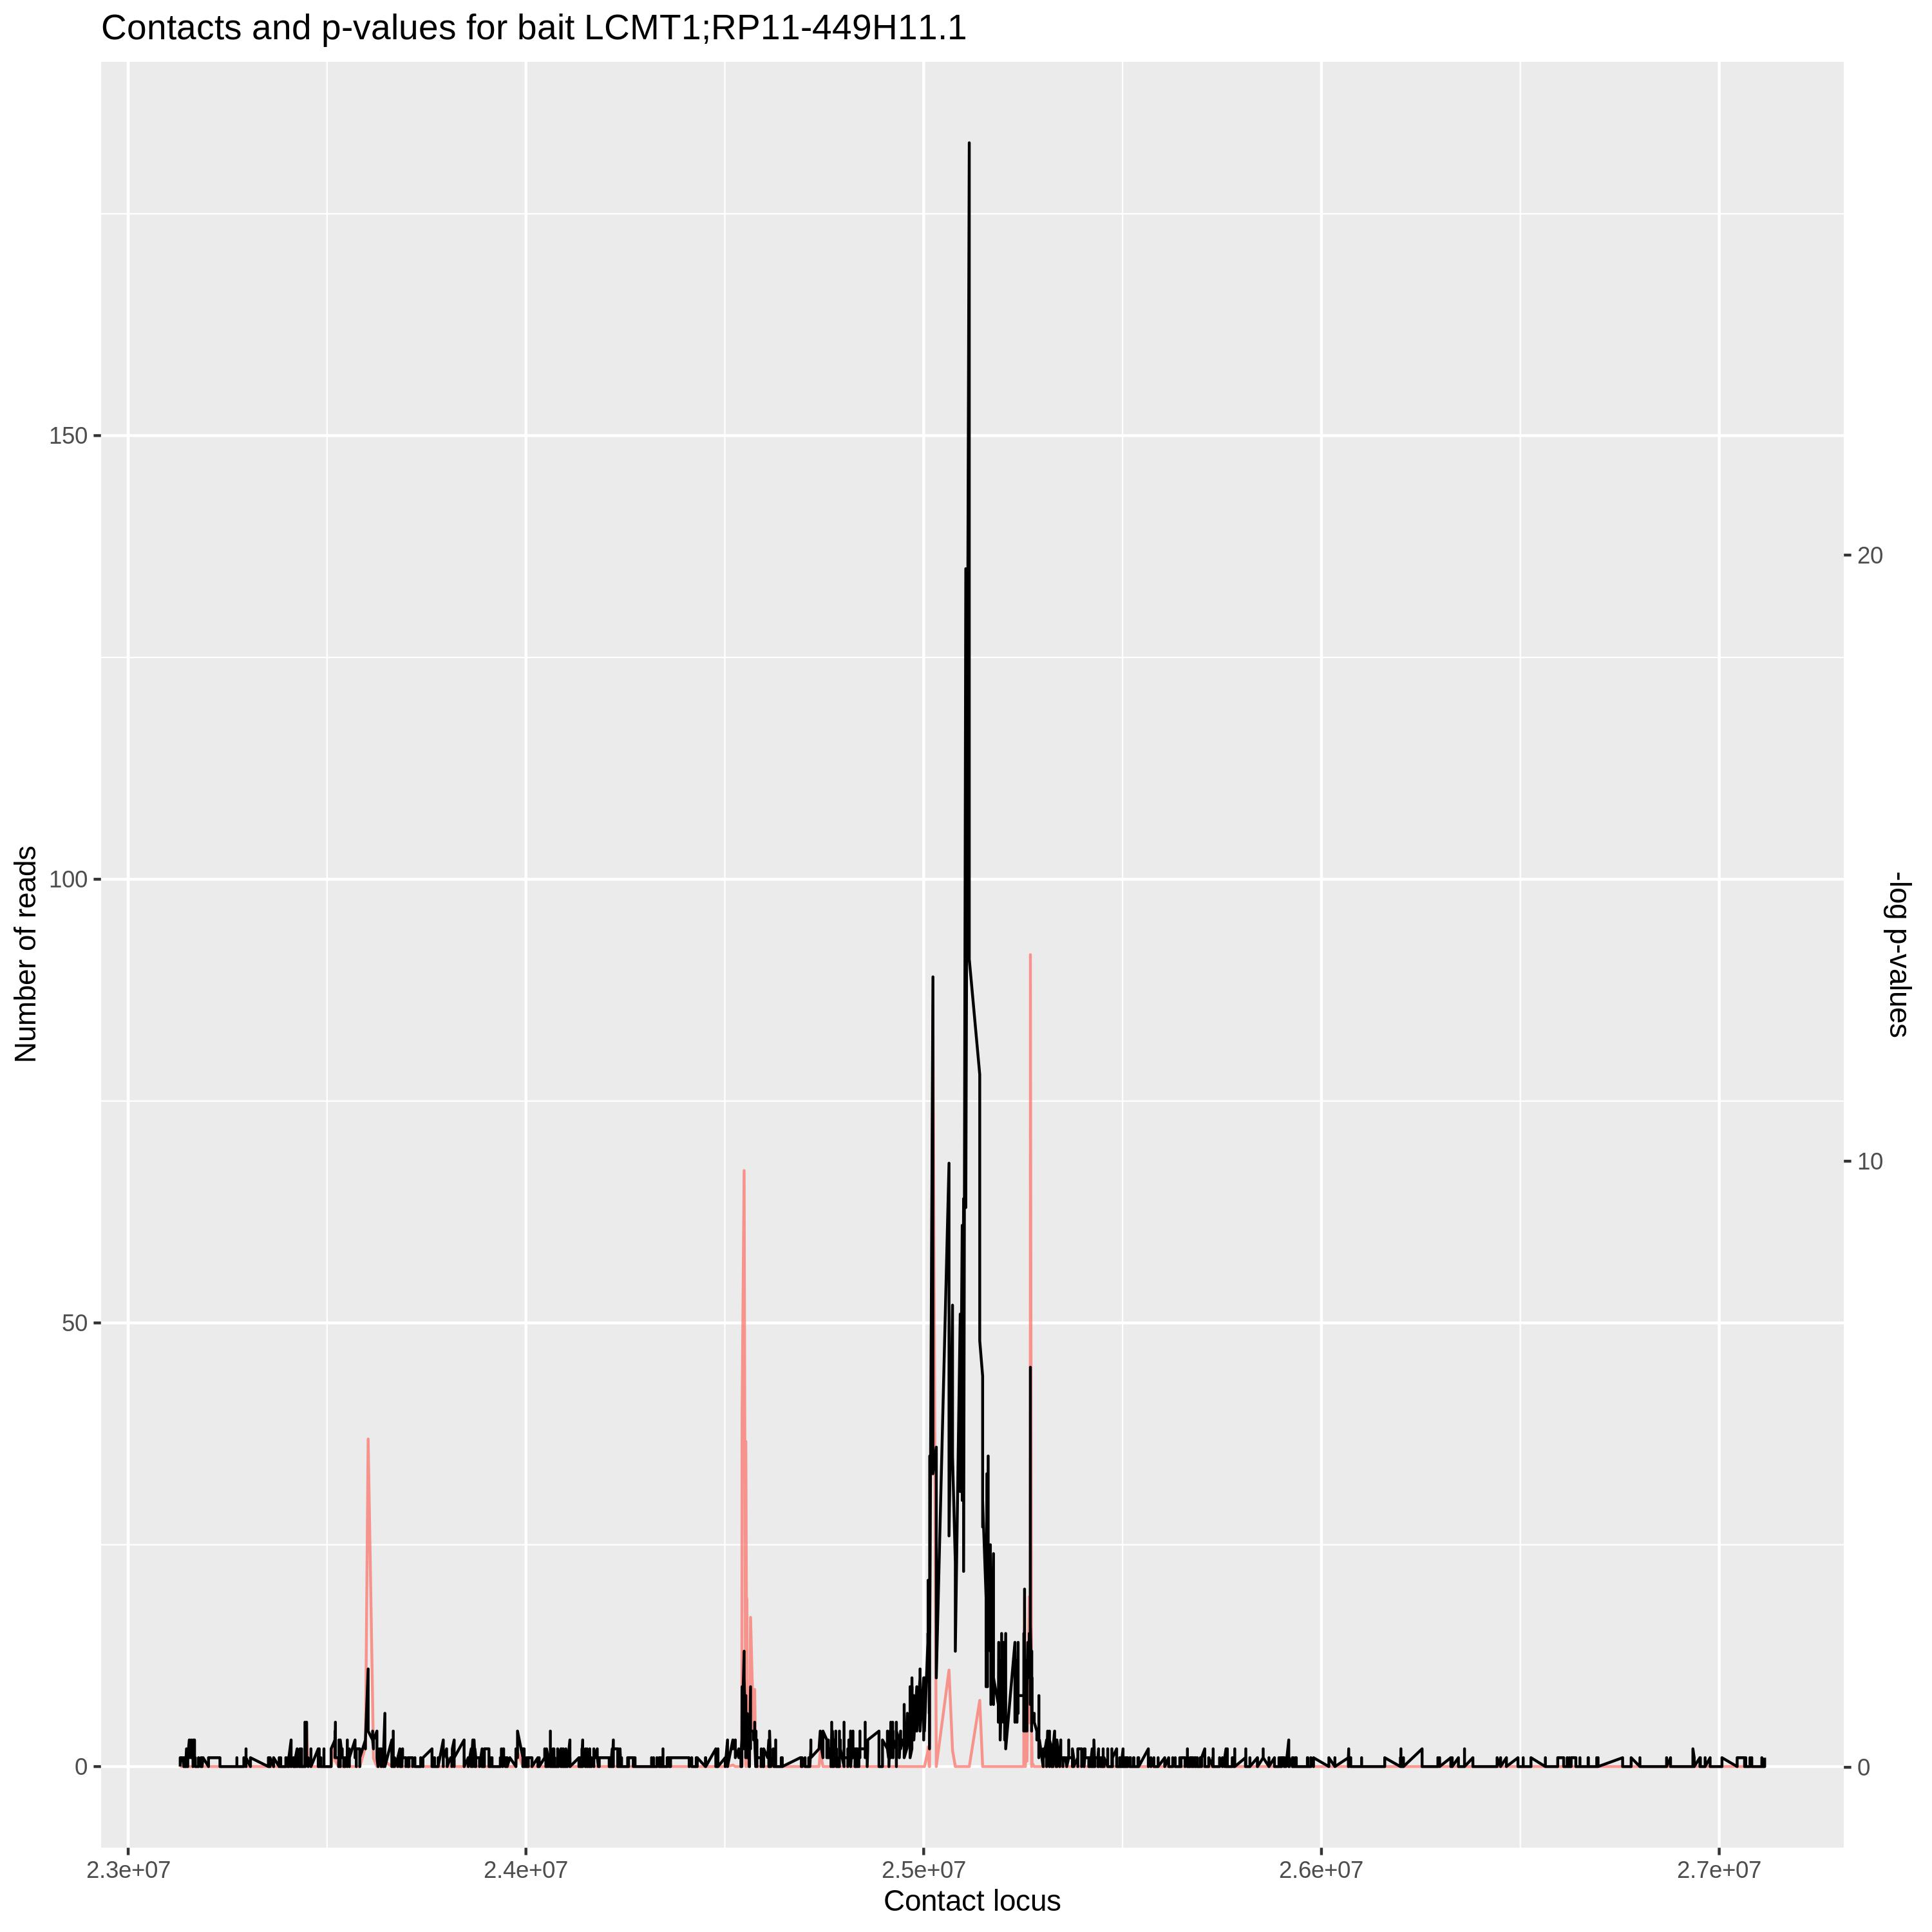 Contacts and p-values for bait LCMT1;RP11-449H11.1
150
100
50
0
Number of reads
20
10
0
-log p-values
2.3e+07
2.4e+07
2.5e+07
2.6e+07
2.7e+07
Contact locus